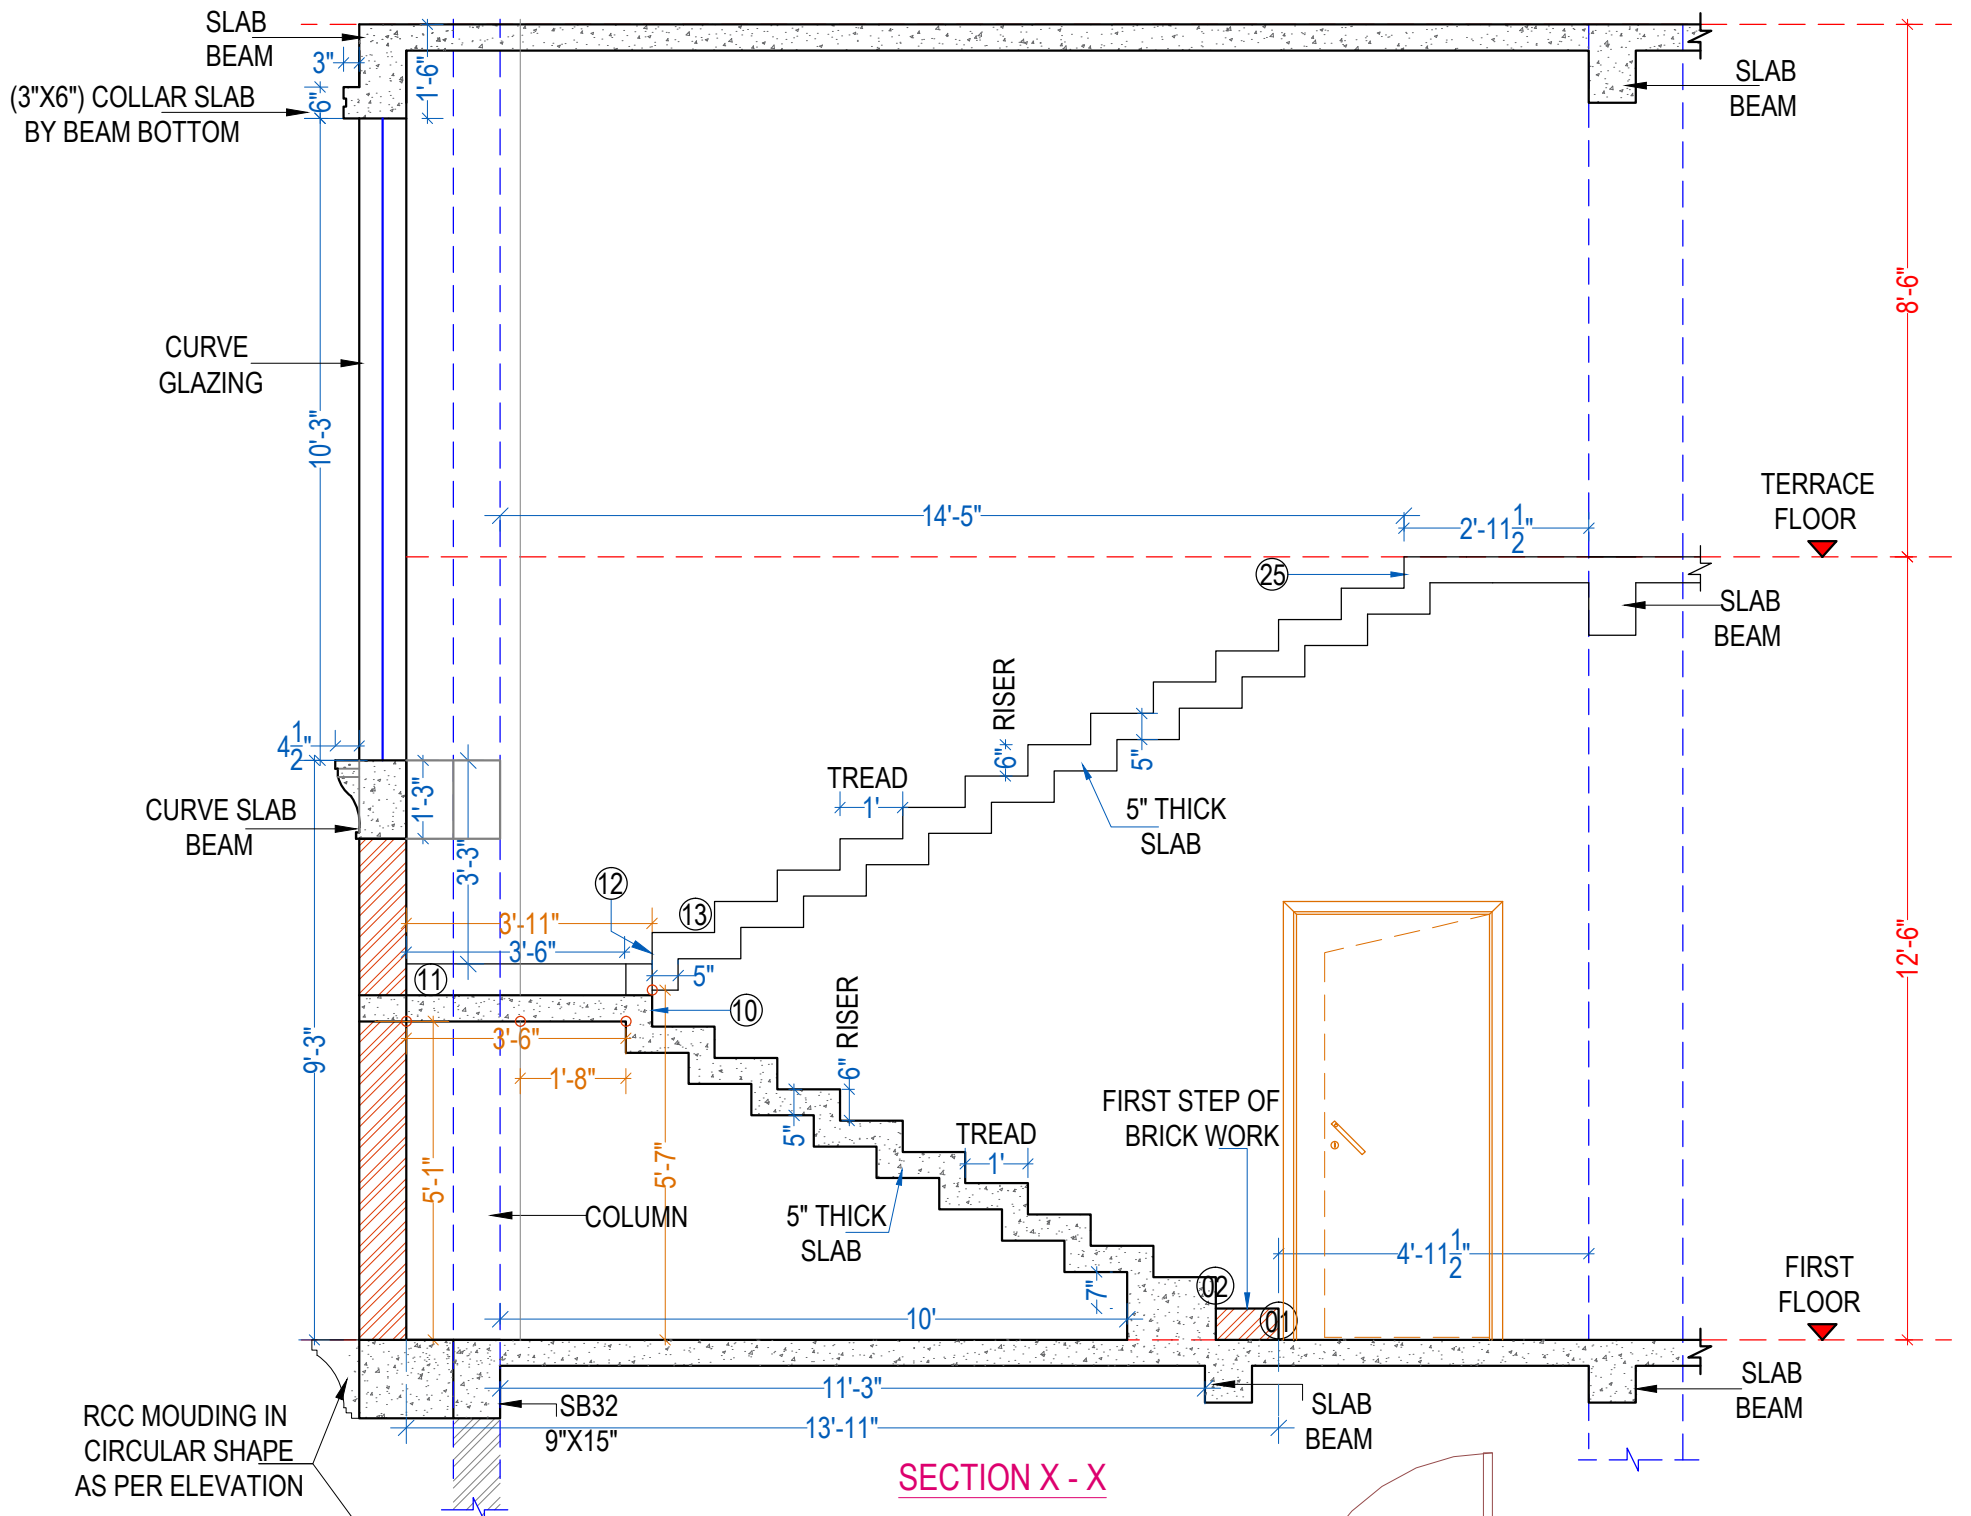 SLAB
BEAM
3"
(3"X6") COLLAR SLAB
BY BEAM BOTTOM
6"
1'-6"
SLAB
BEAM
8'-6"
CURVE
GLAZING
10'-3"
14'-5"
2'-11 1/2"
TERRACE
FLOOR
25
SLAB
BEAM
6" RISER
5"
TREAD
1'
5" THICK
SLAB
4 1/2"
1'-3"
CURVE SLAB
BEAM
3'-3"
12
13
3'-11"
3'-6"
5"
11
10
12'-6"
9'-3"
3'-6"
1'-8"
6" RISER
5"
FIRST STEP OF
BRICK WORK
TREAD
1'
5'-1"
5'-7"
COLUMN
5" THICK
SLAB
7"
02
01
4'-11 1/2"
FIRST
FLOOR
10'
11'-3"
13'-11"
SB32
9"X15"
SLAB
BEAM
SLAB
BEAM
RCC MOUDING IN
CIRCULAR SHAPE
AS PER ELEVATION
SECTION X - X